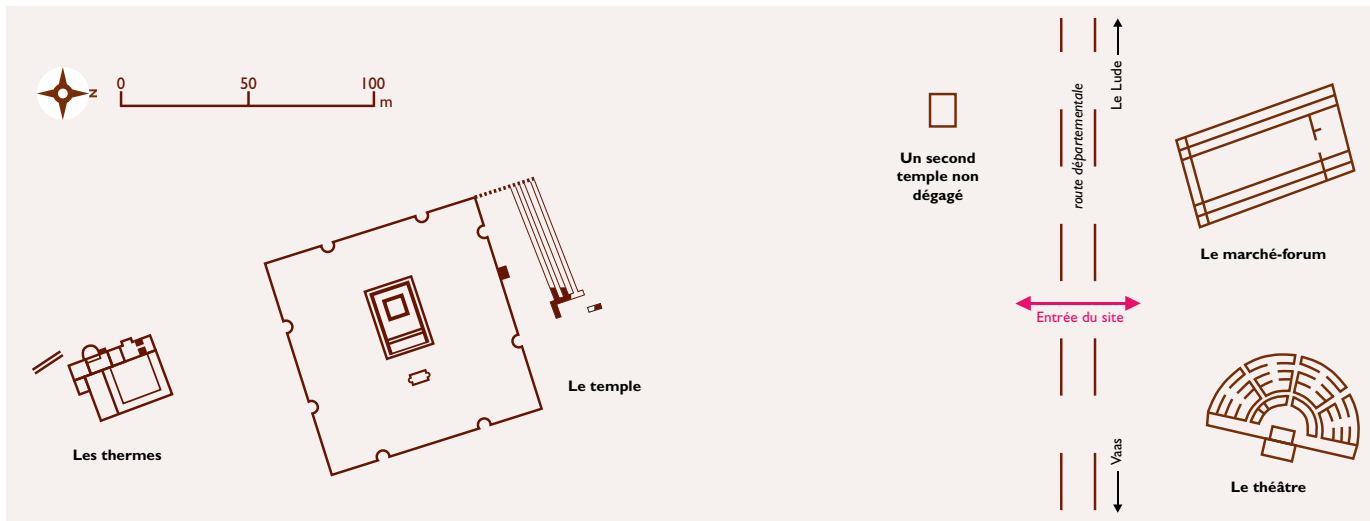 N
0 50 100
m
Le Lude
route départementale
Un second
temple non
dégagé
Le marché-forum
Entrée du site
Le temple
Les thermes
Vaas
Le théâtre